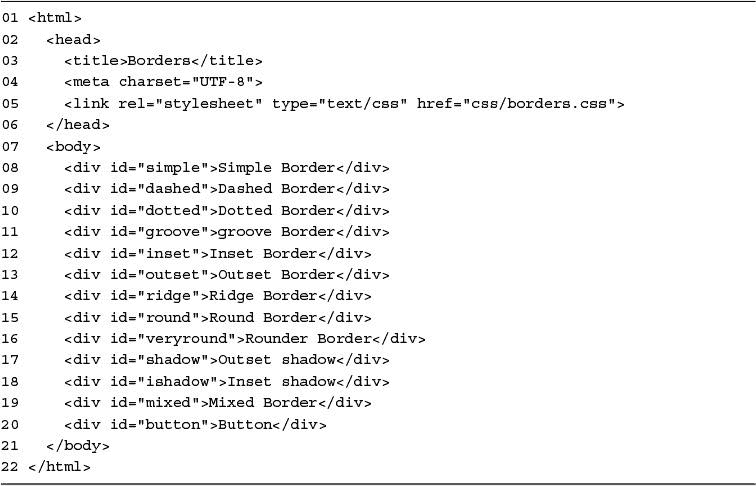 01 <html>
02   <head>
03     <title>Borders</title>
04     <meta charset="UTF-8">
05     <link rel="stylesheet" type="text/css" href="css/borders.css">
06   </head>
07   <body>
08     <div id="simple">Simple Border</div>
09     <div id="dashed">Dashed Border</div>
10     <div id="dotted">Dotted Border</div>
11     <div id="groove">groove Border</div>
12     <div id="inset">Inset Border</div>
13     <div id="outset">Outset Border</div>
14     <div id="ridge">Ridge Border</div>
15     <div id="round">Round Border</div>
16     <div id="veryround">Rounder Border</div>
17     <div id="shadow">Outset shadow</div>
18     <div id="ishadow">Inset shadow</div>
19     <div id="mixed">Mixed Border</div>
20     <div id="button">Button</div>
21   </body>
22 </html>